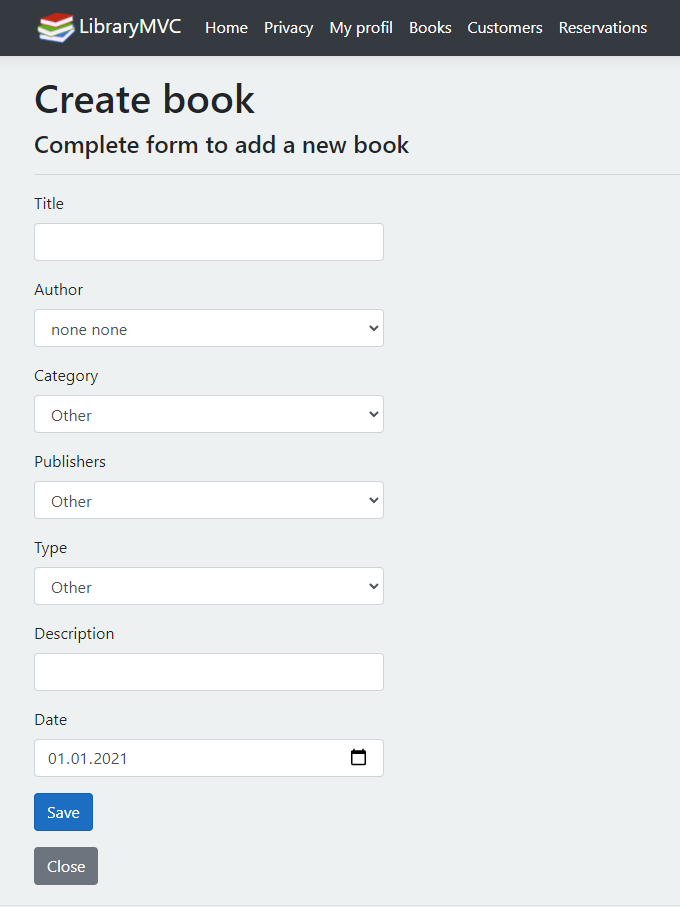 LibraryMVC Home Privacy My profil Books Customers Reservations
Create book
Complete form to add a new book
Title
Author
none none
Category
Other
Publishers
Other
Type
Other
Description
Date
01.01.2021
Save
Close